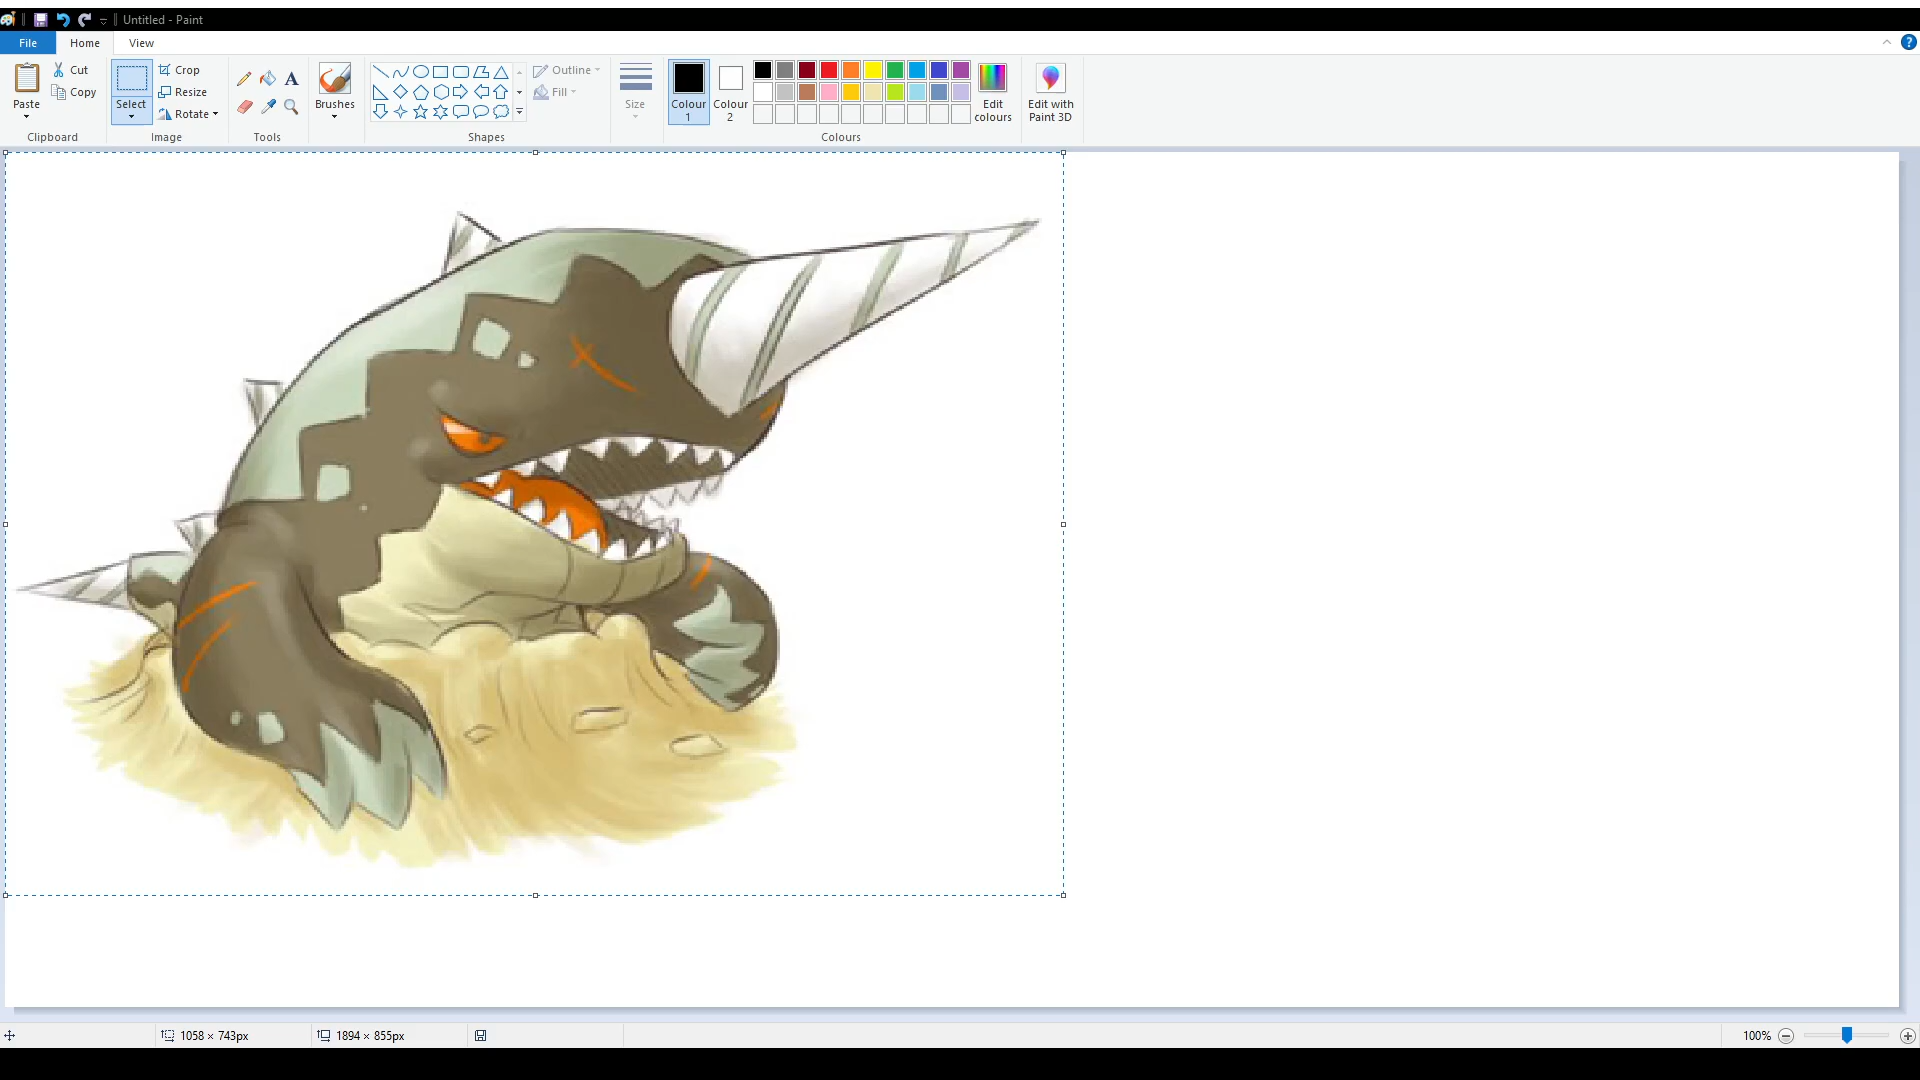 Untitled - Paint
File Home View
Paste
Cut
Copy
Clipboard
Select
Crop
Resize
Rotate
Image
A
Tools
Brushes
Shapes
Outline
Fill
Size
Colour 1
Colour 2
Edit colours
Colours
Edit with Paint 3D
1058 × 743px
1894 × 855px
100%